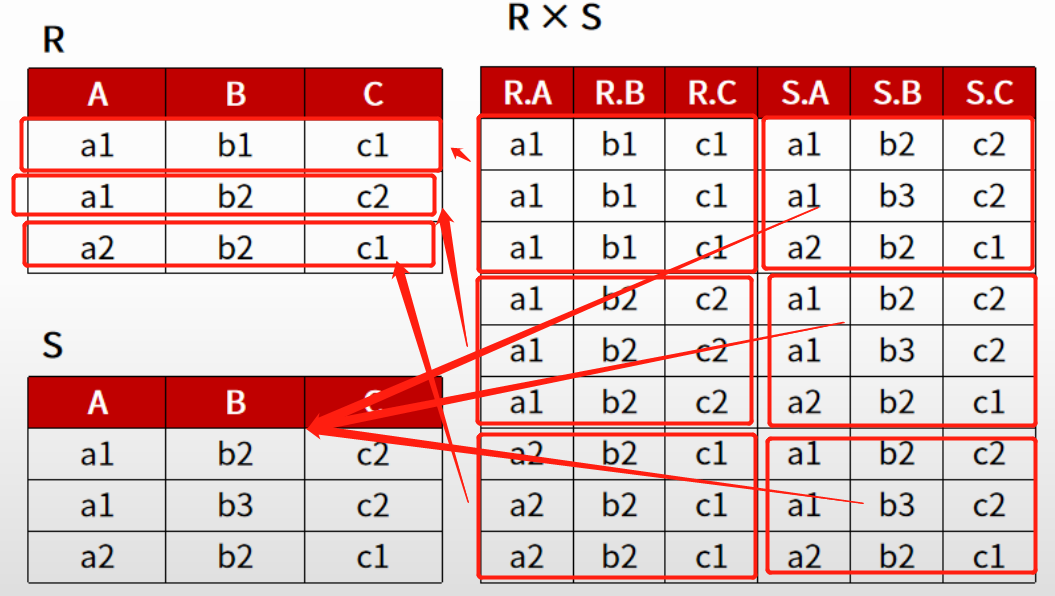 R
A B C
a1 b1 c1
a1 b2 c2
a2 b2 c1
S
A B C
a1 b2 c2
a1 b3 c2
a2 b2 c1
R × S
R.A R.B R.C S.A S.B S.C
a1 b1 c1 a1 b2 c2
a1 b1 c1 a1 b3 c2
a1 b1 c1 a2 b2 c1
a1 b2 c2 a1 b2 c2
a1 b2 c2 a1 b3 c2
a1 b2 c2 a2 b2 c1
a2 b2 c1 a1 b2 c2
a2 b2 c1 a1 b3 c2
a2 b2 c1 a2 b2 c1